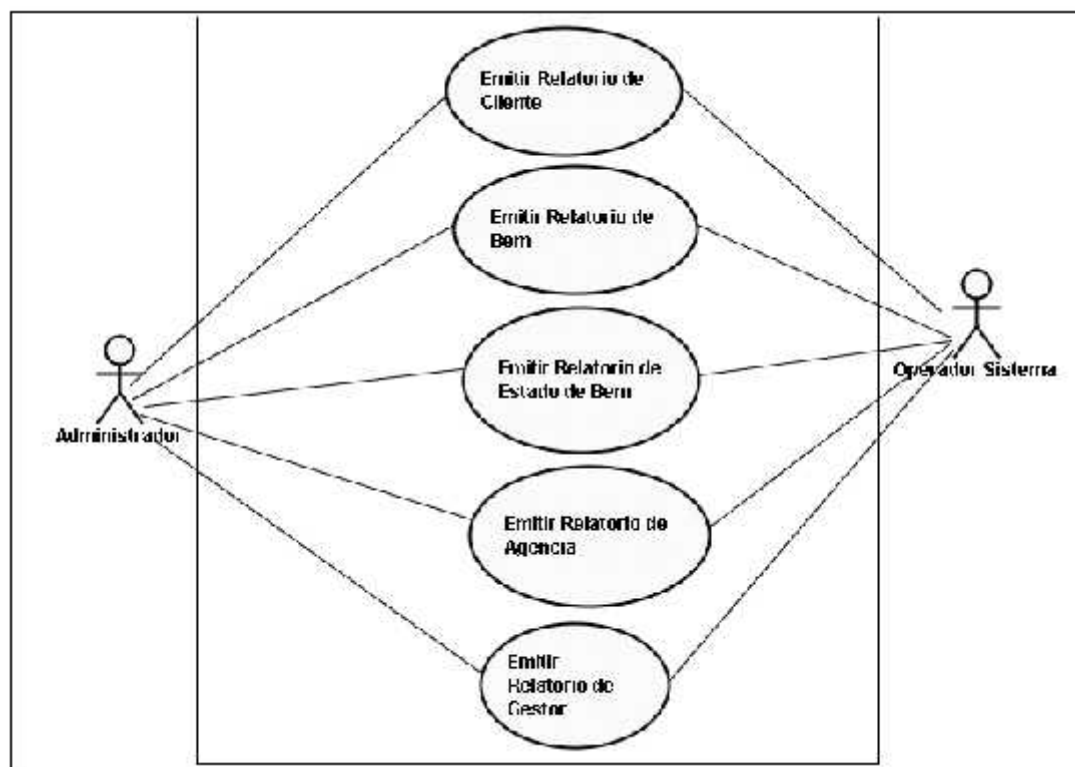 Emitir Relatorio de
Cliente
Emitir Relatorio de
Bem
Emitir Relatorio de
Estado de Bem
Emitir Relatorio de
Agencia
Emitir
Relatorio de
Gestor
Administrador
Operador Sistema